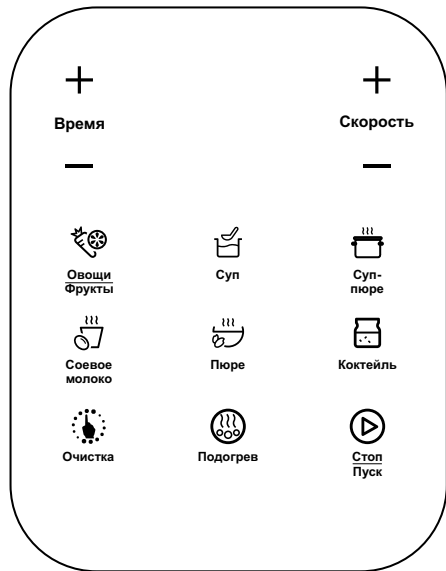 + +
Время Скорость
− −
Овощи Суп Суп-
Фрукты пюре
Соевое Пюре Коктейль
молоко
Очистка Подогрев Стоп
Пуск